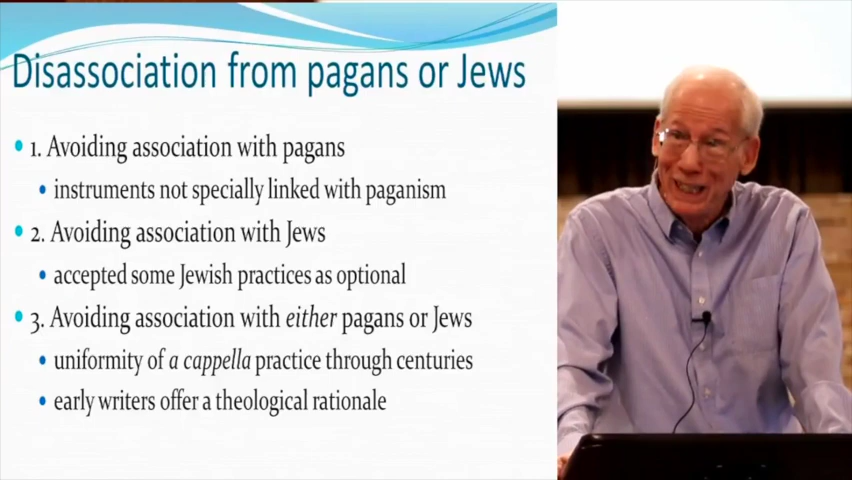 Disassociation from pagans or Jews
1. Avoiding association with pagans
instruments not specially linked with paganism
2. Avoiding association with Jews
accepted some Jewish practices as optional
3. Avoiding association with either pagans or Jews
uniformity of a cappella practice through centuries
early writers offer a theological rationale